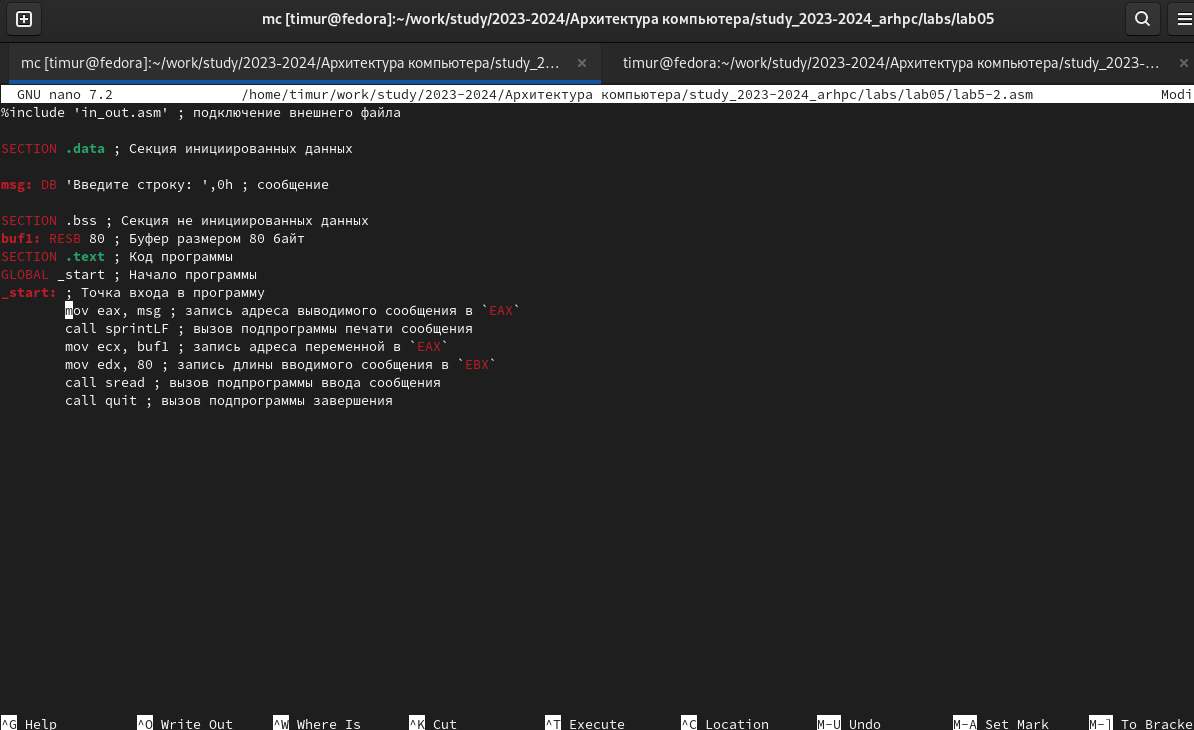 mc [timur@fedora]:~/work/study/2023-2024/Архитектура компьютера/study_2023-2024_arhpc/labs/lab05
mc [timur@fedora]:~/work/study/2023-2024/Архитектура компьютера/study_2... × timur@fedora:~/work/study/2023-2024/Архитектура компьютера/study_2023-... ×
GNU nano 7.2 /home/timur/work/study/2023-2024/Архитектура компьютера/study_2023-2024_arhpc/labs/lab05/lab5-2.asm Modi
%include 'in_out.asm' ; подключение внешнего файла
SECTION .data ; Секция инициированных данных
msg: DB 'Введите строку: ',0h ; сообщение
SECTION .bss ; Секция не инициированных данных
buf1: RESB 80 ; Буфер размером 80 байт
SECTION .text ; Код программы
GLOBAL _start ; Начало программы
_start: ; Точка входа в программу
mov eax, msg ; запись адреса выводимого сообщения в `EAX`
call sprintLF ; вызов подпрограммы печати сообщения
mov ecx, buf1 ; запись адреса переменной в `EAX`
mov edx, 80 ; запись длины вводимого сообщения в `EBX`
call sread ; вызов подпрограммы ввода сообщения
call quit ; вызов подпрограммы завершения
^G Help ^O Write Out ^W Where Is ^K Cut ^T Execute ^C Location M-U Undo M-A Set Mark M-] To Bracke